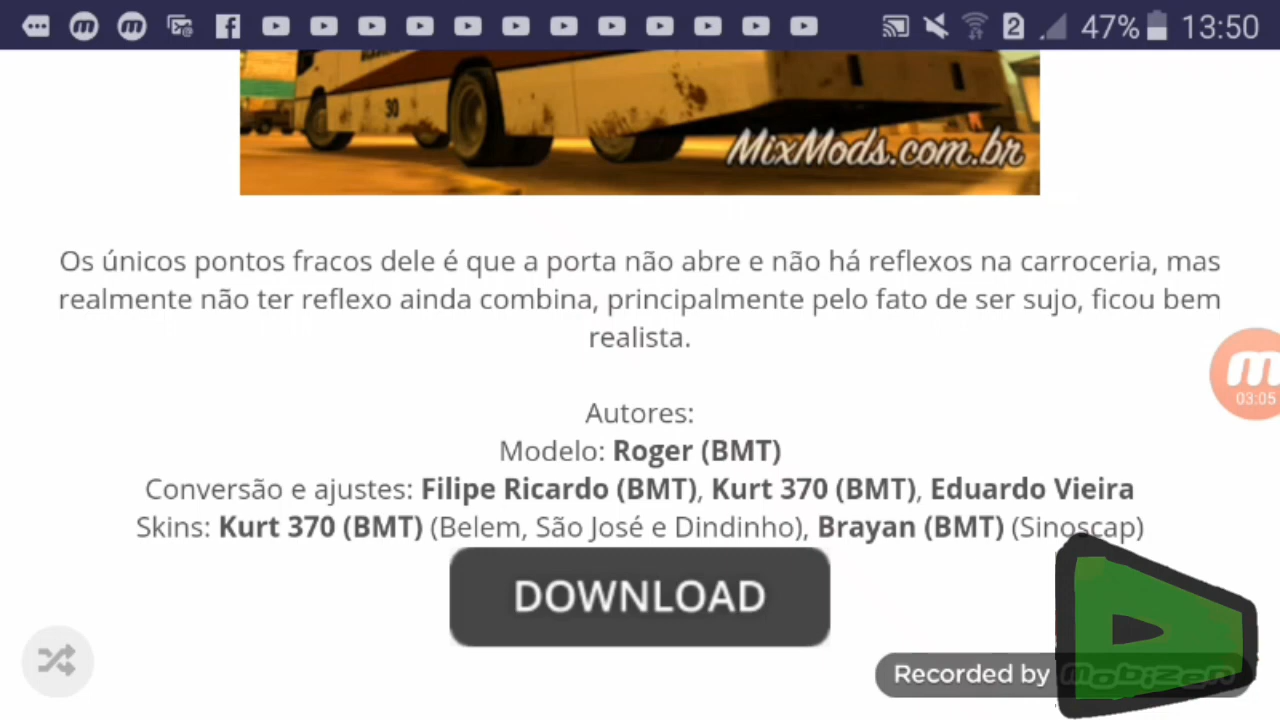 2 47% 13:50
30
MixMods.com.br
Os únicos pontos fracos dele é que a porta não abre e não há reflexos na carroceria, mas
realmente não ter reflexo ainda combina, principalmente pelo fato de ser sujo, ficou bem
realista.
03:05
Autores:
Modelo: Roger (BMT)
Conversão e ajustes: Filipe Ricardo (BMT), Kurt 370 (BMT), Eduardo Vieira
Skins: Kurt 370 (BMT) (Belem, São José e Dindinho), Brayan (BMT) (Sinoscap)
DOWNLOAD
Recorded by mobizen